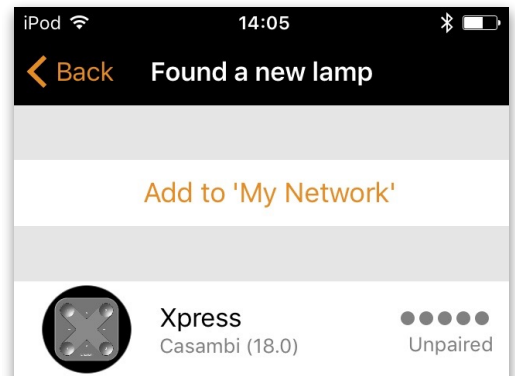 iPod 14:05
Back Found a new lamp
Add to 'My Network'
Xpress
Casambi (18.0) Unpaired